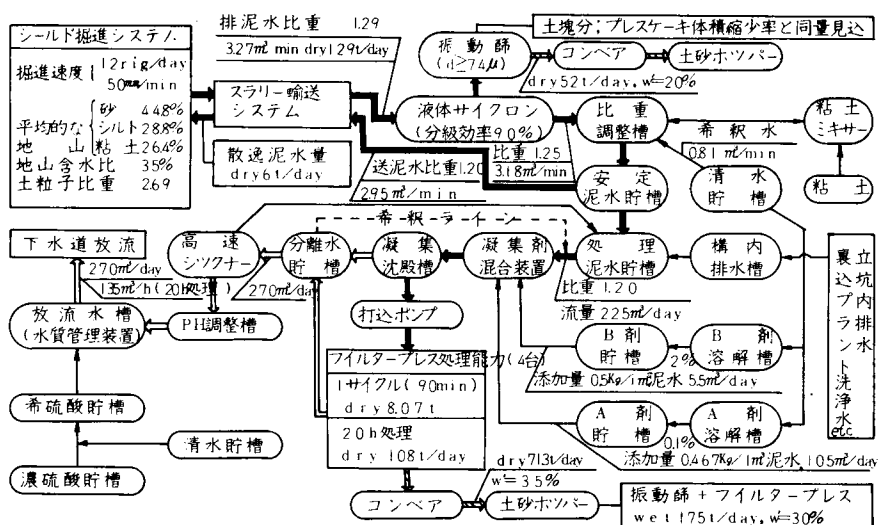 排泥水比重 1.29
3.27m³ min dry129t/day
土塊分；プレスケーキ体積縮少率と同量見込
シールド掘進システム
掘進速度
12rig/day
50mm/min
平均的な地山
砂 44.8%
シルト 28.8%
粘土 26.4%
地山含水比 35%
土粒子比重 2.69
スラリー輸送
システム
散逸泥水量
dry6t/day
振動篩
(d≧74μ)
コンベア
土砂ホッパー
dry52t/day, w=20%
液体サイクロン
(分級効率90%)
送泥水比重1.20
2.95m³/min
比重1.25
3.18m³/min
比重
調整槽
希釈水
0.81m³/min
粘土
ミキサー
粘土
清水
貯槽
安定
泥水貯槽
希釈ライン
下水道放流
270m³/day
13.5m³/h(20h処理)
高速
シックナー
分離水
貯槽
凝集
沈殿槽
凝集剤
混合装置
処理
泥水貯槽
構内
排水槽
立坑内排水
裏込プラント洗浄水
etc
270m³/day
比重1.20
流量225m³/day
放流水槽
(水質管理装置)
PH調整槽
打込ポンプ
B剤
貯槽
2%
B剤
溶解槽
添加量0.5Kg/1m³泥水5.5m³/day
フイルタープレス処理能力(4台)
1サイクル(90min)
dry8.07t
20h処理
dry108t/day
A剤
貯槽
0.1%
A剤
溶解槽
添加量0.467Kg/1m³泥水,105m³/day
希硫酸貯槽
清水貯槽
濃硫酸貯槽
dry71.3t/day
w=35%
コンベア
土砂ホッパー
振動篩+フイルタープレス
wet175t/day, w=30%